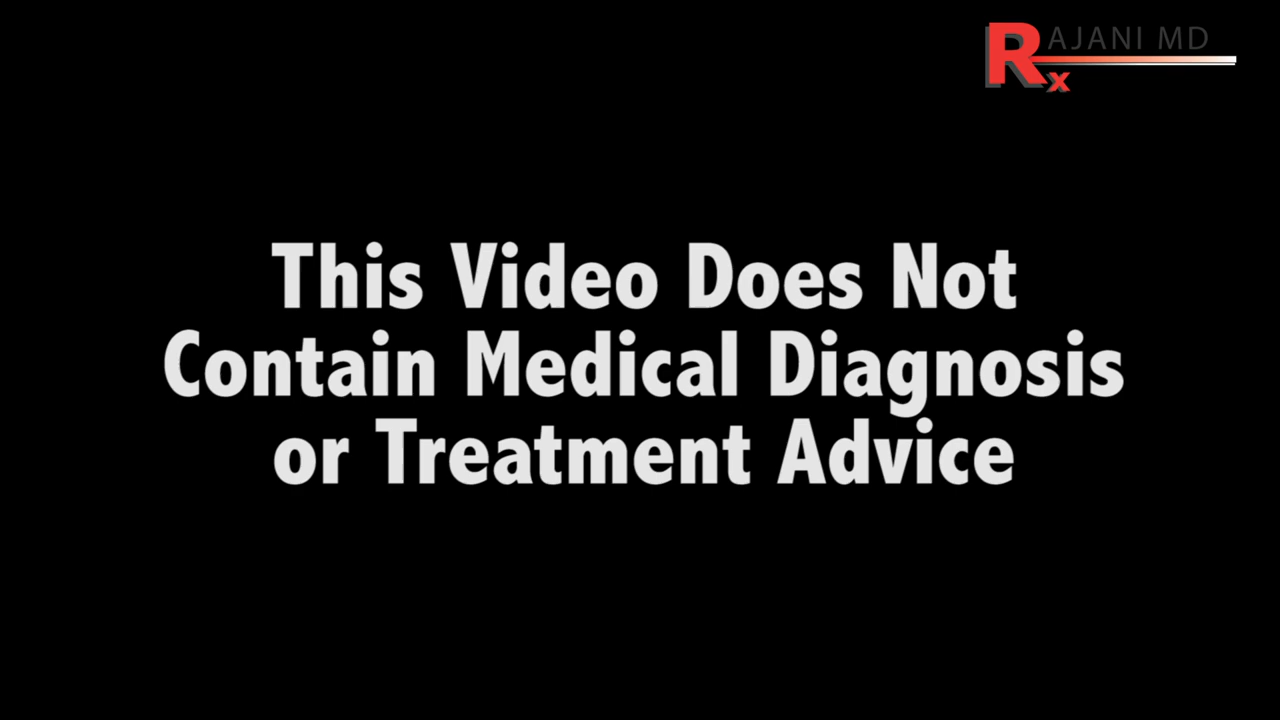 RAJANI MD
Rx
This Video Does Not
Contain Medical Diagnosis
or Treatment Advice